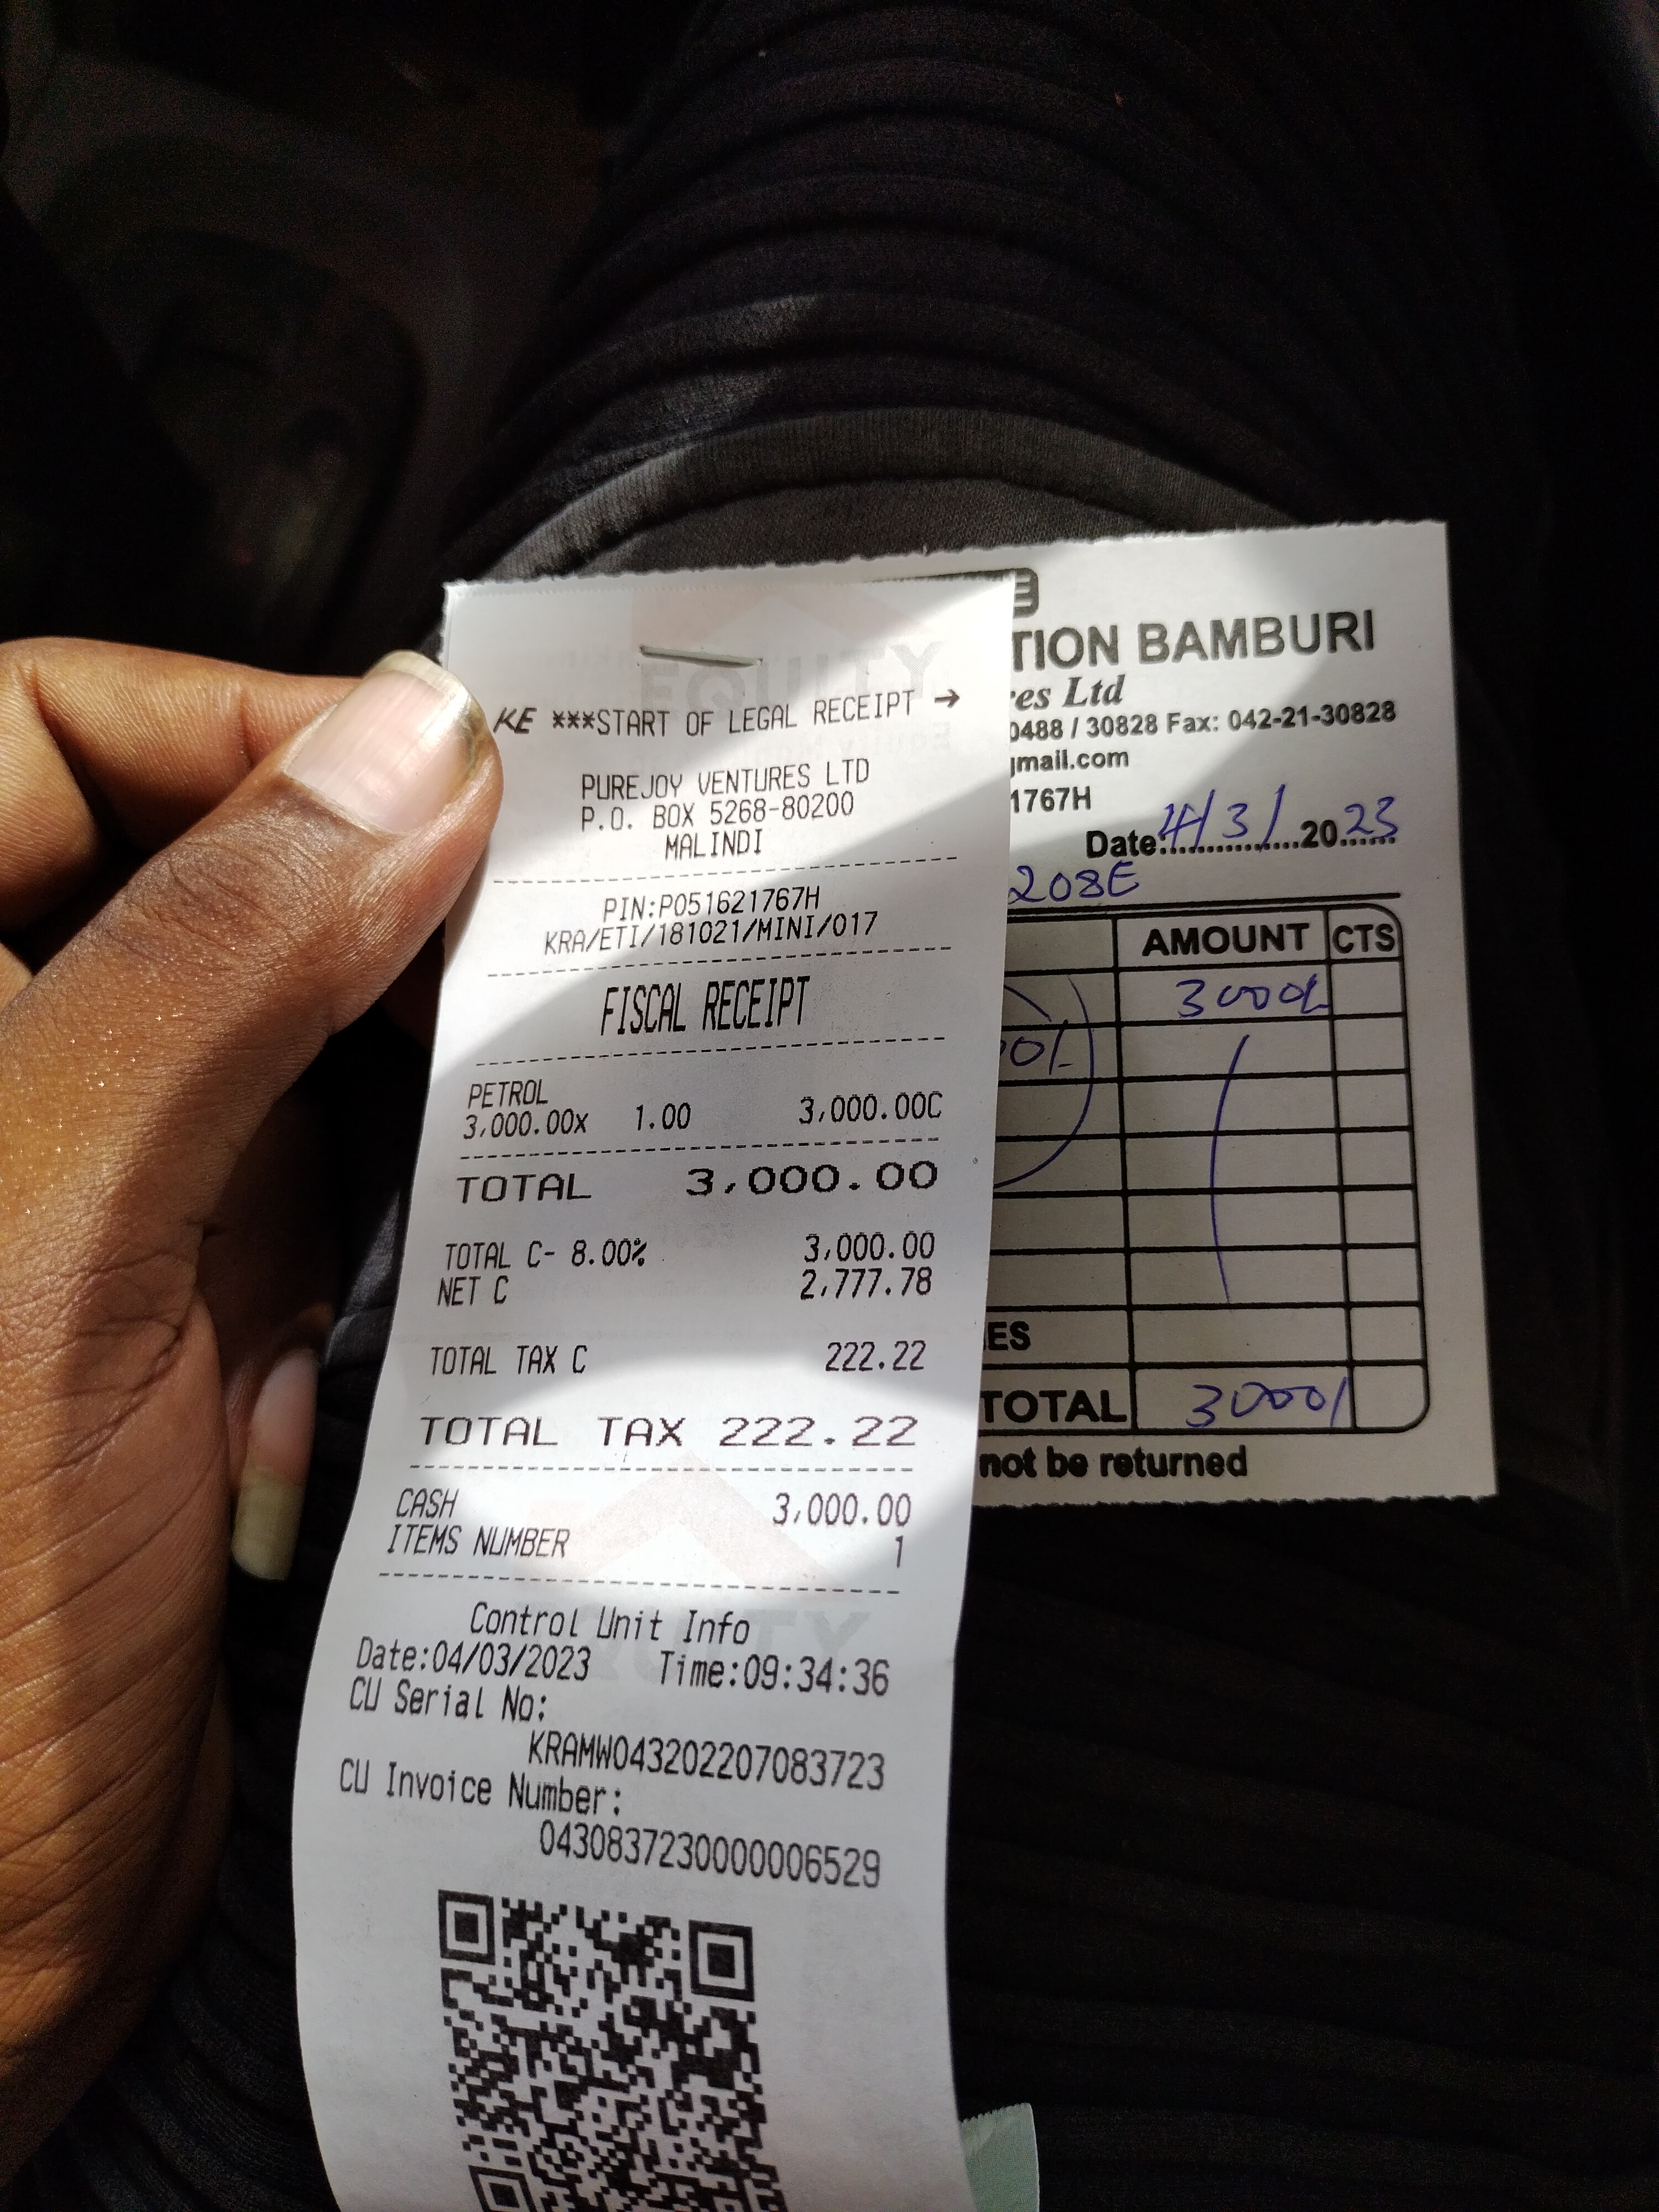 KE ***START OF LEGAL RECEIPT →
PUREJOY VENTURES LTD
P.O. BOX 5268-80200
MALINDI
PIN:P051621767H
KRA/ETI/181021/MINI/017
FISCAL RECEIPT
PETROL
3,000.00x 1.00 3,000.00C
TOTAL 3,000.00
TOTAL C- 8.00% 3,000.00
NET C 2,777.78
TOTAL TAX C 222.22
TOTAL TAX 222.22
CASH 3,000.00
ITEMS NUMBER 1
Control Unit Info
Date:04/03/2023 Time:09:34:36
CU Serial No:
KRAMW043202207083723
CU Invoice Number:
0430837230000006529
EQUITY
TION BAMBURI
res Ltd
0488 / 30828 Fax: 042-21-30828
gmail.com
1767H
Date: 4/3/ 2023
208E
AMOUNT CTS
3000/
00/-
ES
TOTAL 3000/
not be returned